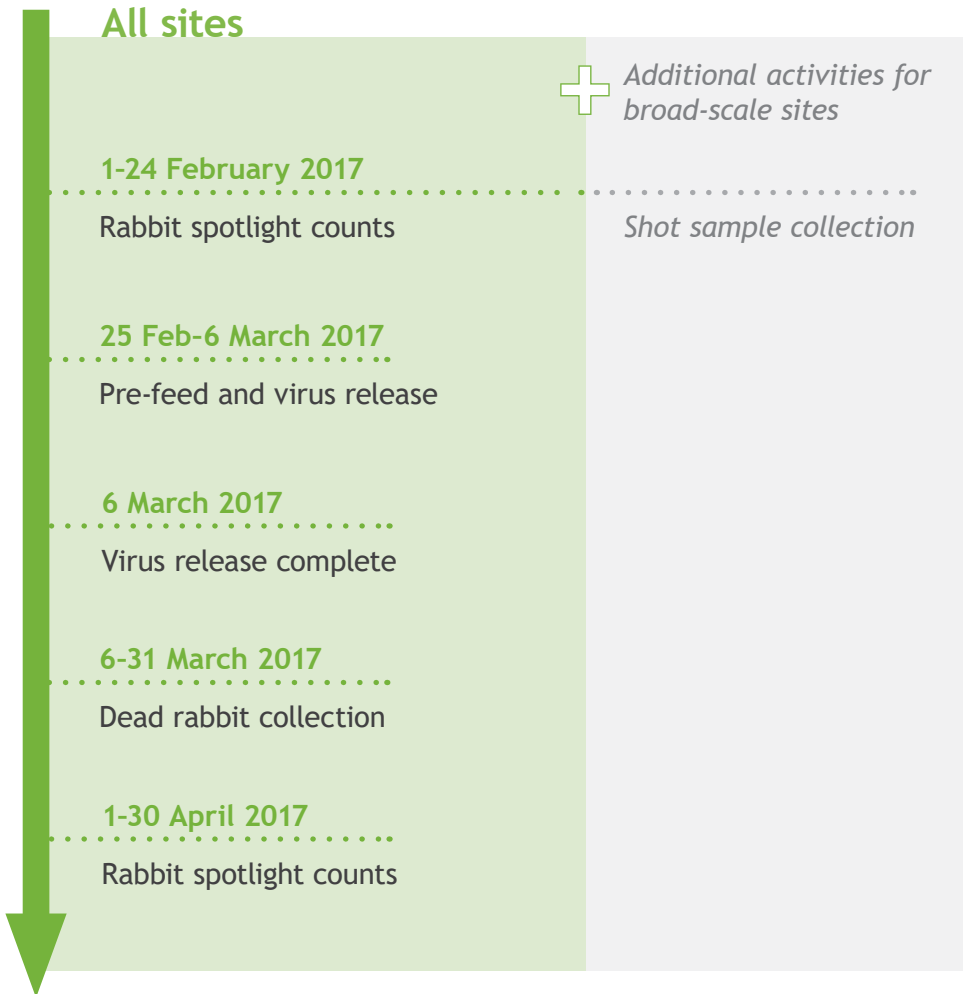 All sites
Additional activities for
broad-scale sites
1–24 February 2017
Rabbit spotlight counts
Shot sample collection
25 Feb–6 March 2017
Pre-feed and virus release
6 March 2017
Virus release complete
6–31 March 2017
Dead rabbit collection
1–30 April 2017
Rabbit spotlight counts